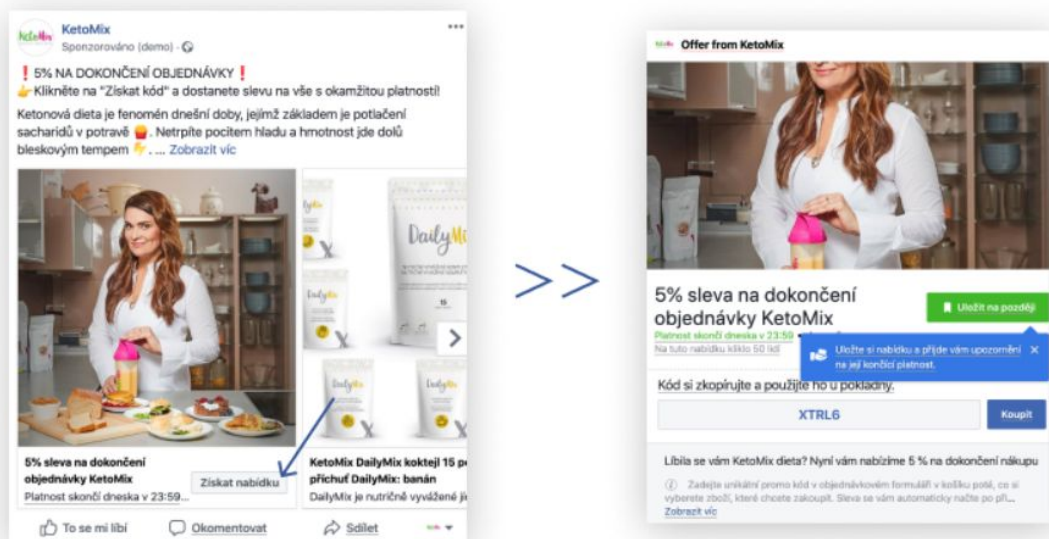 KetoMix
KetoMix
Sponzorováno (demo) ·
❗5% NA DOKONČENÍ OBJEDNÁVKY❗
👉Klikněte na "Získat kód" a dostanete slevu na vše s okamžitou platností!
Ketonová dieta je fenomén dnešní doby, jejímž základem je potlačení
sacharidů v potravě 🍟. Netrpíte pocitem hladu a hmotnost jde dolů
bleskovým tempem ⚡. ... Zobrazit víc
DailyMi
15
DailyMix
DailyMix
5% sleva na dokončení
objednávky KetoMix
Platnost skončí dneska v 23:59...
Získat nabídku
KetoMix DailyMix koktejl 15 p
příchuť DailyMix: banán
DailyMix je nutričně vyvážené jí
To se mi líbí
Okomentovat
Sdílet
>>
Offer from KetoMix
5% sleva na dokončení
objednávky KetoMix
Platnost skončí dneska v 23:59
Na tuto nabídku kliklo 50 lidí
Uložit na později
Uložte si nabídku a přijde vám upozornění
na její končící platnost.
Kód si zkopírujte a použijte ho u pokladny.
XTRL6
Koupit
Líbila se vám KetoMix dieta? Nyní vám nabízíme 5 % na dokončení nákupu
Zadejte unikátní promo kód v objednávkovém formuláři v košíku poté, co si
vyberete zboží, které chcete zakoupit. Sleva se vám automaticky načte po při...
Zobrazit víc